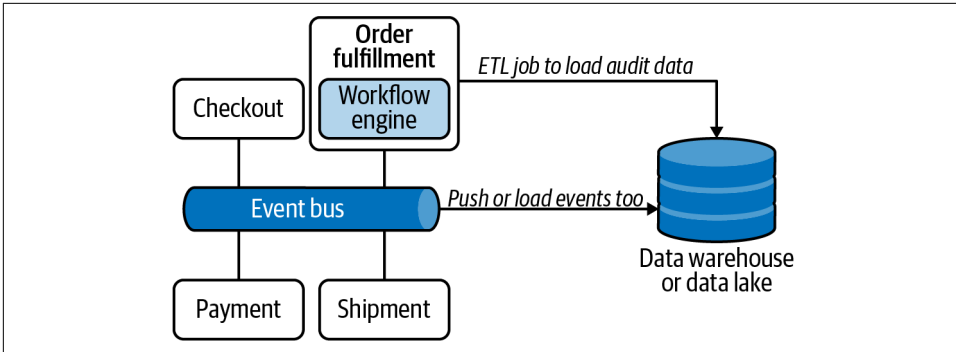 Order
fulfillment
ETL job to load audit data
Checkout
Workflow
engine
Event bus
Push or load events too
Data warehouse
or data lake
Payment
Shipment